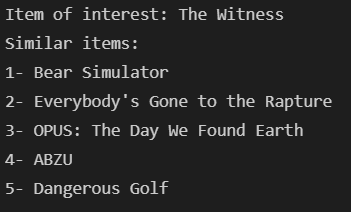 Item of interest: The Witness
Similar items:
1- Bear Simulator
2- Everybody's Gone to the Rapture
3- OPUS: The Day We Found Earth
4- ABZU
5- Dangerous Golf